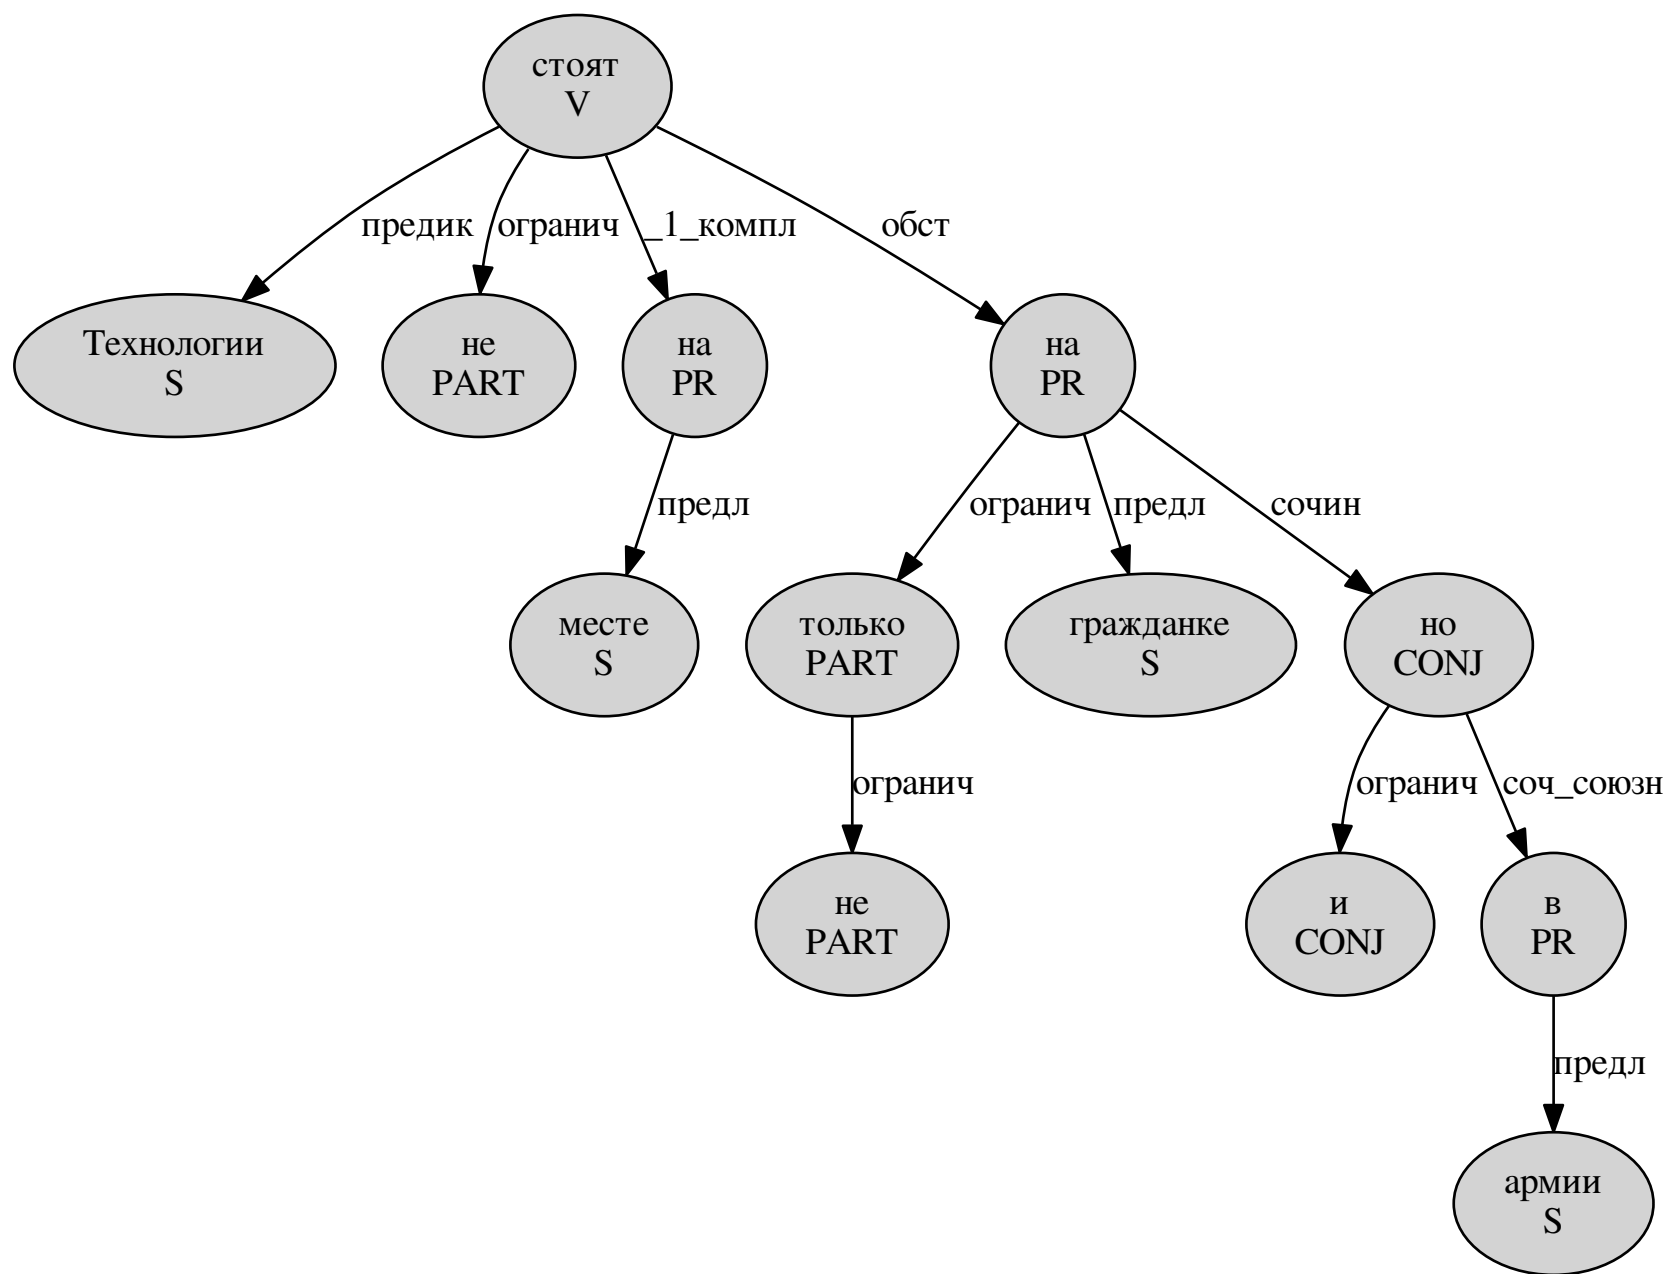 стоят
V
предик
огранич
_1_компл
обст
Технологии
S
не
PART
на
PR
на
PR
предл
огранич
предл
сочин
месте
S
только
PART
гражданке
S
но
CONJ
огранич
огранич
соч_союзн
не
PART
и
CONJ
в
PR
предл
армии
S